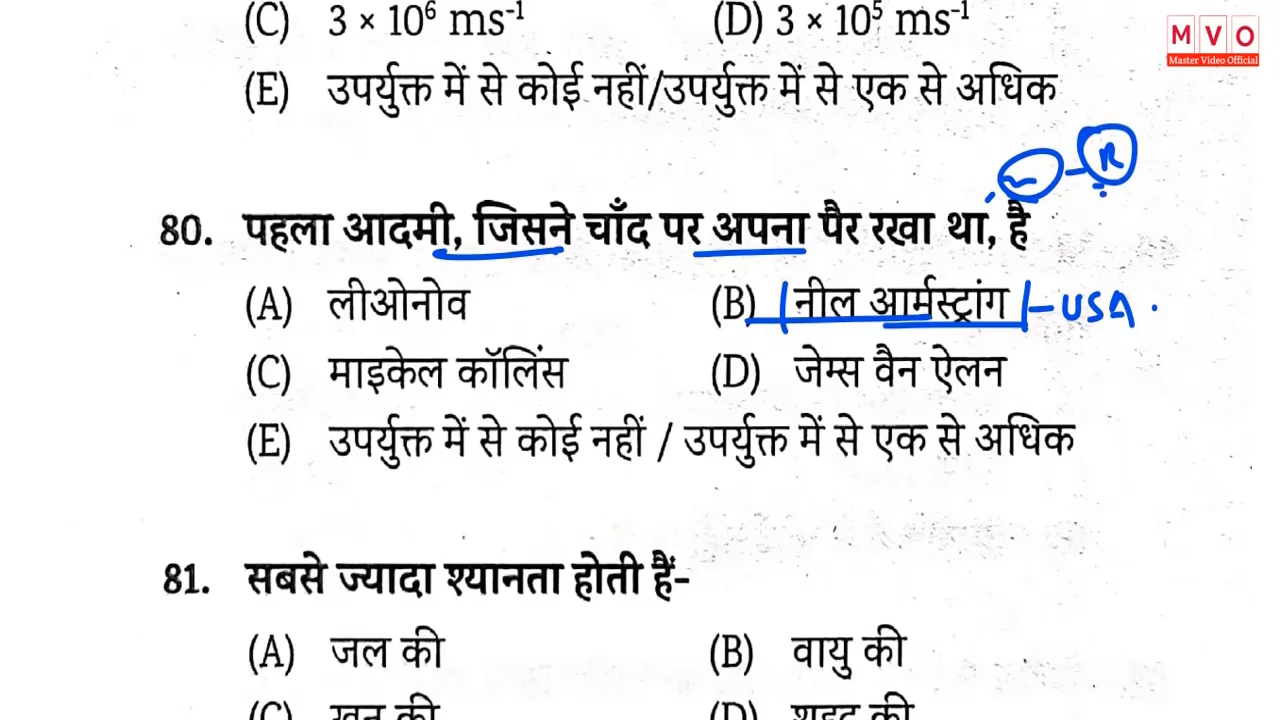 (C) 3 × 10⁶ ms⁻¹ (D) 3 × 10⁵ ms⁻¹
M V O
Master Video Official
(E) उपर्युक्त में से कोई नहीं/उपर्युक्त में से एक से अधिक
R
80. पहला आदमी, जिसने चाँद पर अपना पैर रखा था, है
(A) लीओनोव (B) नील आर्मस्ट्रांग - USA.
(C) माइकेल कॉलिंस (D) जेम्स वैन ऐलन
(E) उपर्युक्त में से कोई नहीं / उपर्युक्त में से एक से अधिक
81. सबसे ज्यादा श्यानता होती हैं-
(A) जल की (B) वायु की
(C) खून की (D) शहद की